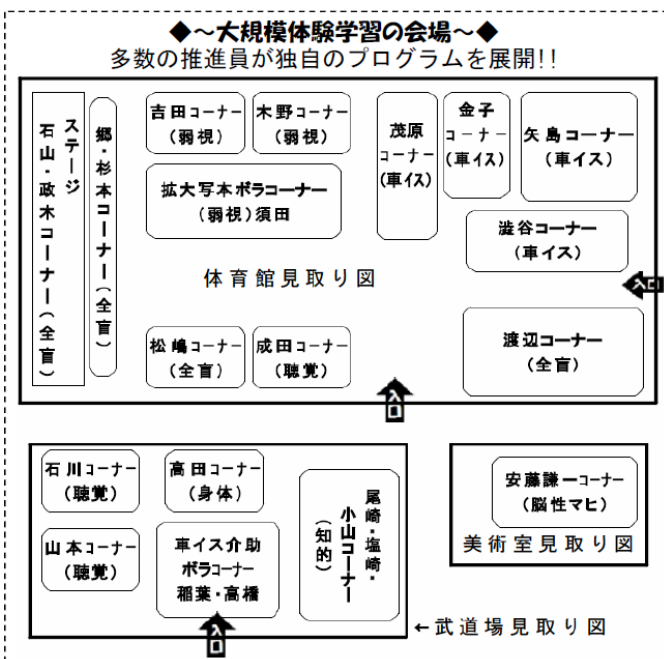 ◆～大規模体験学習の会場～◆
多数の推進員が独自のプログラムを展開!!
ステージ
石山・政木コーナー(全盲)
郷・杉本コーナー(全盲)
吉田コーナー
(弱視)
木野コーナー
(弱視)
拡大写本ボラコーナー
(弱視)須田
茂原
コーナー
(車イス)
金子
コーナー
(車イス)
矢島コーナー
(車イス)
澁谷コーナー
(車イス)
体育館見取り図
入口
松嶋コーナー
(全盲)
成田コーナー
(聴覚)
渡辺コーナー
(全盲)
入口
石川コーナー
(聴覚)
高田コーナー
(身体)
尾崎・塩崎・
小山コーナー
(知的)
山本コーナー
(聴覚)
車イス介助
ボラコーナー
稲葉・高橋
入口
←武道場見取り図
安藤謙一コーナー
(脳性マヒ)
美術室見取り図